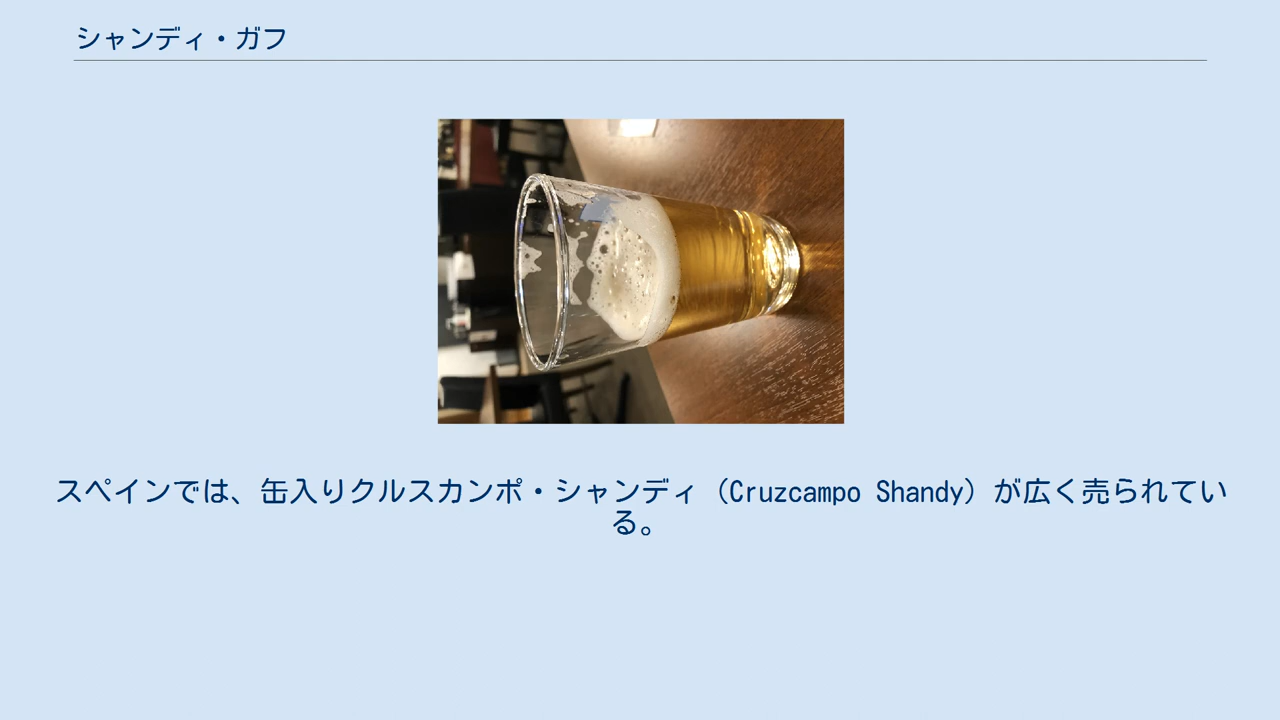 シャンディ・ガフ
スペインでは、缶入りクルスカンポ・シャンディ（Cruzcampo Shandy）が広く売られてい
る。